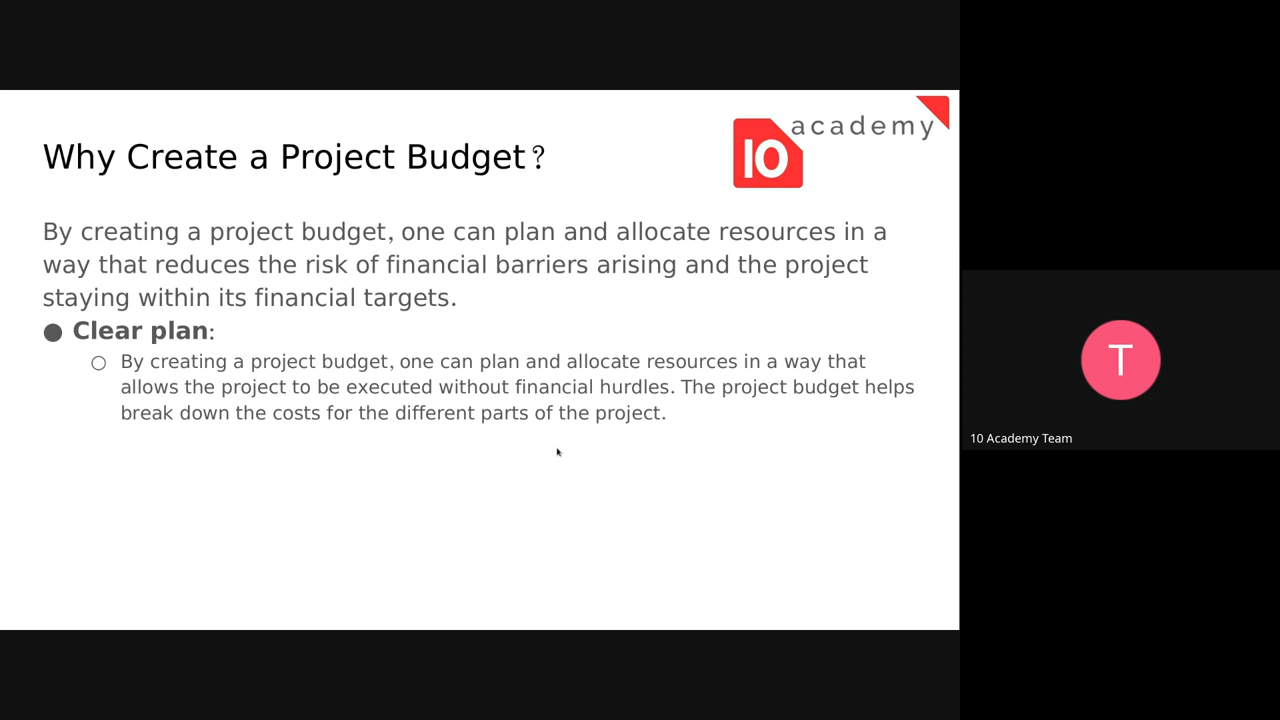 academy
10
Why Create a Project Budget?
By creating a project budget, one can plan and allocate resources in a
way that reduces the risk of financial barriers arising and the project
staying within its financial targets.
● Clear plan:
○ By creating a project budget, one can plan and allocate resources in a way that
allows the project to be executed without financial hurdles. The project budget helps
break down the costs for the different parts of the project.
T
10 Academy Team